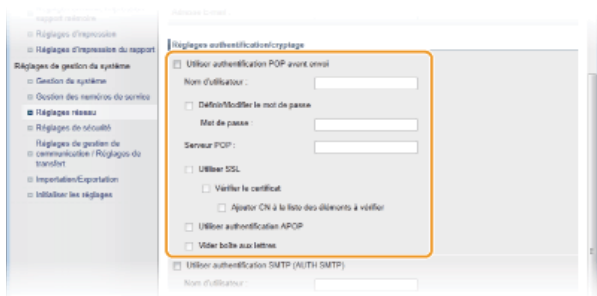 rapport relève
Réglages d'impression
Réglages d'impression du rapport
Réglages de gestion du système
Gestion du système
Gestion des numéros de service
Réglages réseau
Réglages de sécurité
Réglages de gestion de
communication / Réglages de
transfert
Importation/Exportation
Initialiser les réglages
Réglages authentification/cryptage
Utiliser authentification POP avant envoi
Nom d'utilisateur :
Définir/Modifier le mot de passe
Mot de passe :
Serveur POP :
Utiliser SSL
Vérifier le certificat
Ajouter CN à la liste des éléments à vérifier
Utiliser authentification APOP
Vider boîte aux lettres
Utiliser authentification SMTP (AUTH SMTP)
Nom d'utilisateur :